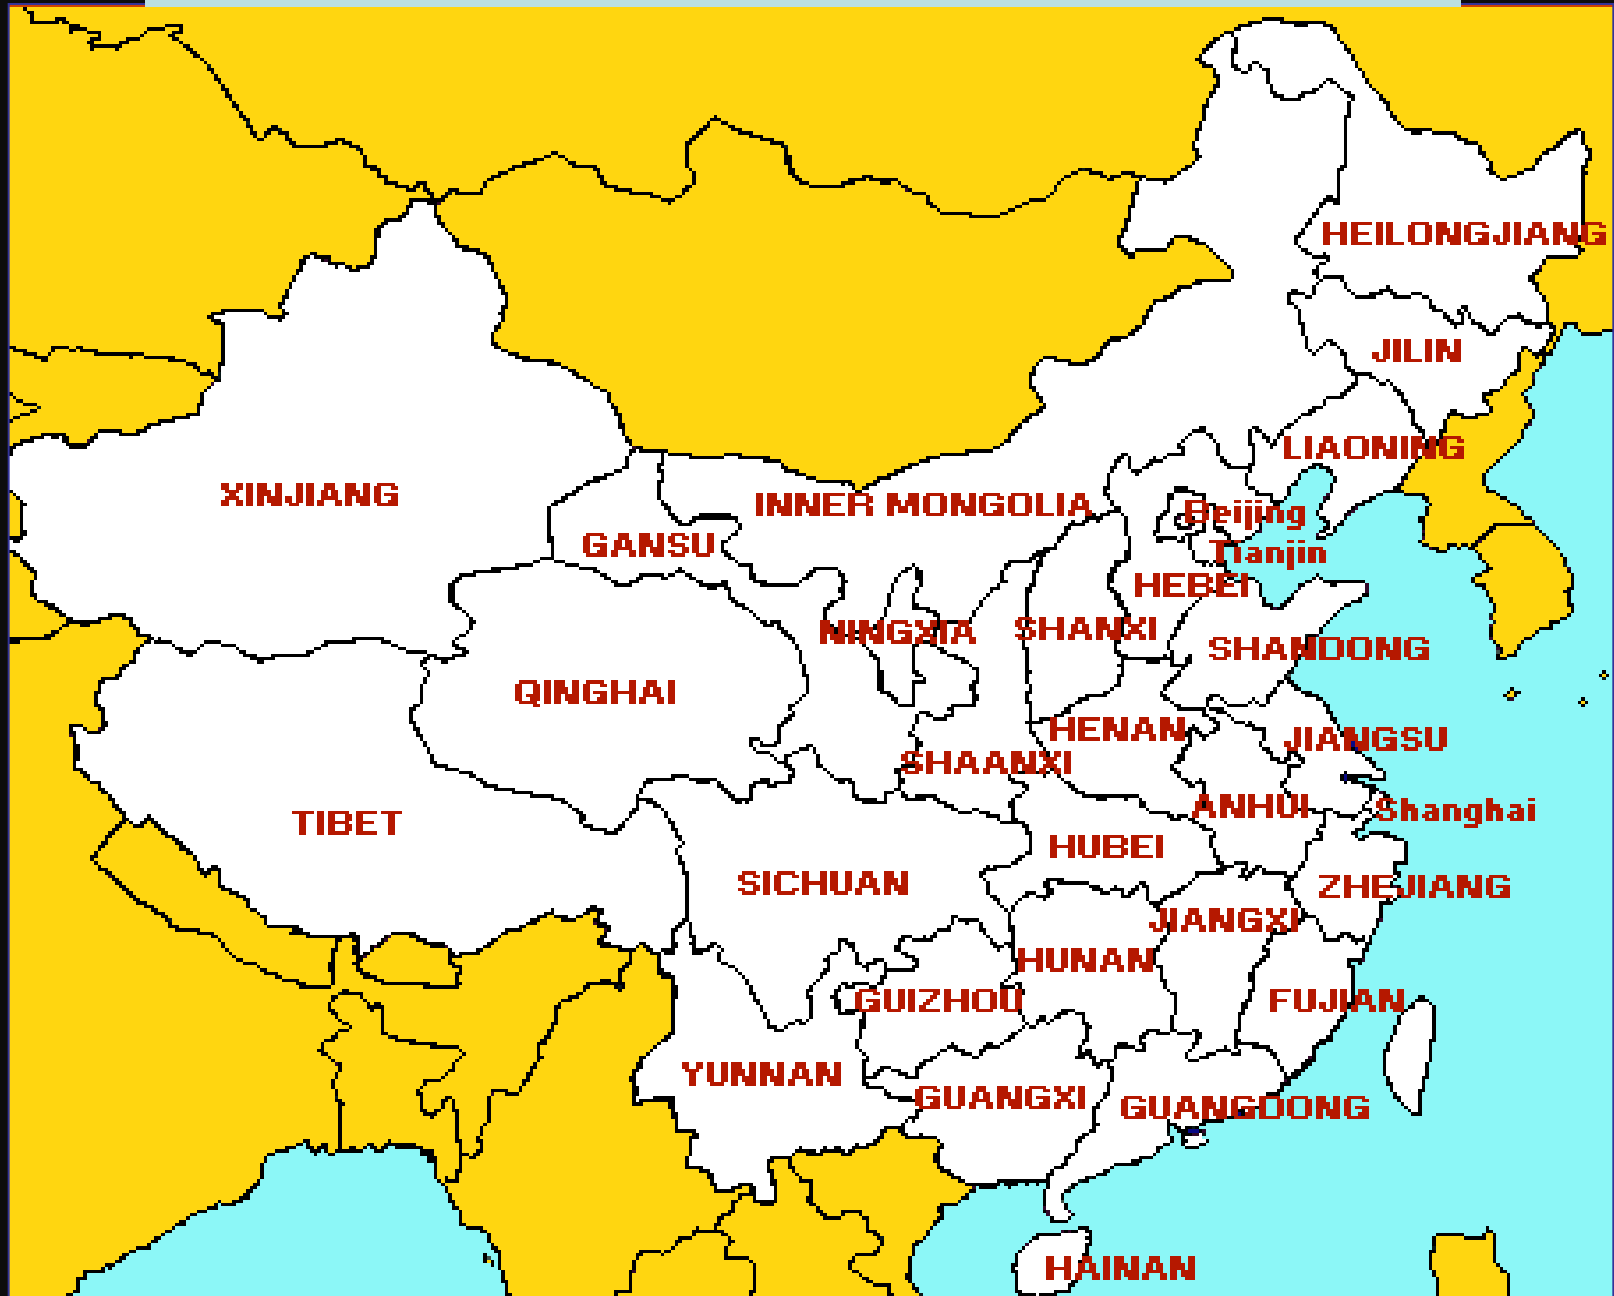 HEILONGJIANG
JILIN
LIAONING
XINJIANG
INNER MONGOLIA
Beijing
GANSU
Tianjin
HEBEI
NINGXIA
SHANXI
SHANDONG
QINGHAI
HENAN
JIANGSU
SHAANXI
ANHUI
Shanghai
TIBET
HUBEI
SICHUAN
ZHEJIANG
JIANGXI
HUNAN
GUIZHOU
FUJIAN
YUNNAN
GUANGXI
GUANGDONG
HAINAN